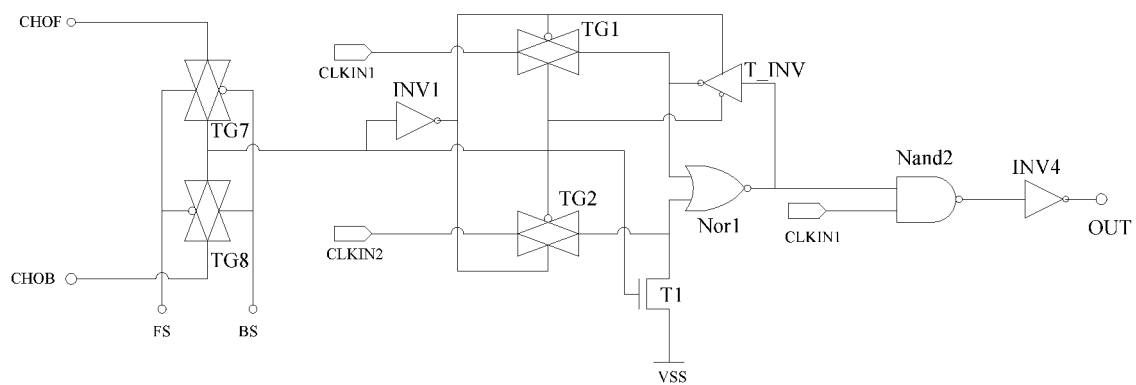 CHOF
TG1
CLKIN1
T_INV
INV1
TG7
Nand2
INV4
TG2
CLKIN2
Nor1
CLKIN1
OUT
TG8
CHOB
T1
FS
BS
VSS